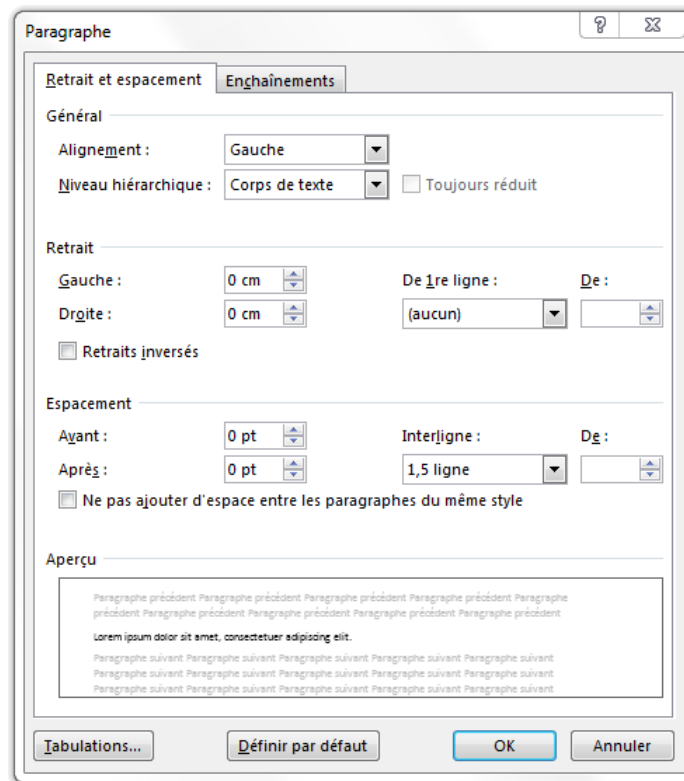 Paragraphe
Retrait et espacement Enchaînements
Général
Alignement : Gauche
Niveau hiérarchique : Corps de texte Toujours réduit
Retrait
Gauche : 0 cm De 1re ligne : De :
Droite : 0 cm (aucun)
Retraits inversés
Espacement
Avant : 0 pt Interligne : De :
Après : 0 pt 1,5 ligne
Ne pas ajouter d'espace entre les paragraphes du même style
Aperçu
Paragraphe précédent Paragraphe précédent Paragraphe précédent Paragraphe précédent Paragraphe
précédent Paragraphe précédent Paragraphe précédent Paragraphe précédent Paragraphe précédent
Lorem ipsum dolor sit amet, consectetuer adipiscing elit.
Paragraphe suivant Paragraphe suivant Paragraphe suivant Paragraphe suivant Paragraphe suivant
Paragraphe suivant Paragraphe suivant Paragraphe suivant Paragraphe suivant Paragraphe suivant
Paragraphe suivant Paragraphe suivant Paragraphe suivant Paragraphe suivant Paragraphe suivant
Tabulations... Définir par défaut OK Annuler